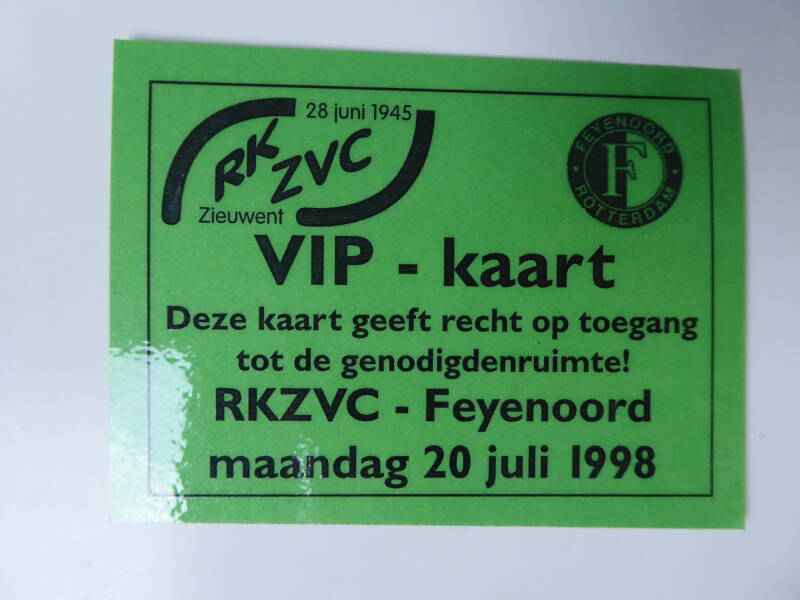 28 juni 1945
RK ZVC
Zieuwent
FEYENOORD
F
ROTTERDAM
VIP - kaart
Deze kaart geeft recht op toegang
tot de genodigdenruimte!
RKZVC - Feyenoord
maandag 20 juli 1998